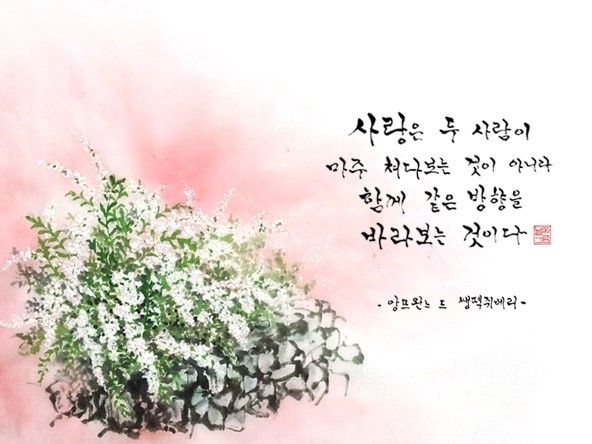 사랑은 두 사람이
마주 쳐다보는 것이 아니라
함께 같은 방향을
바라보는 것이다
- 앙뜨완느 드 쌩떽쥐베리 -